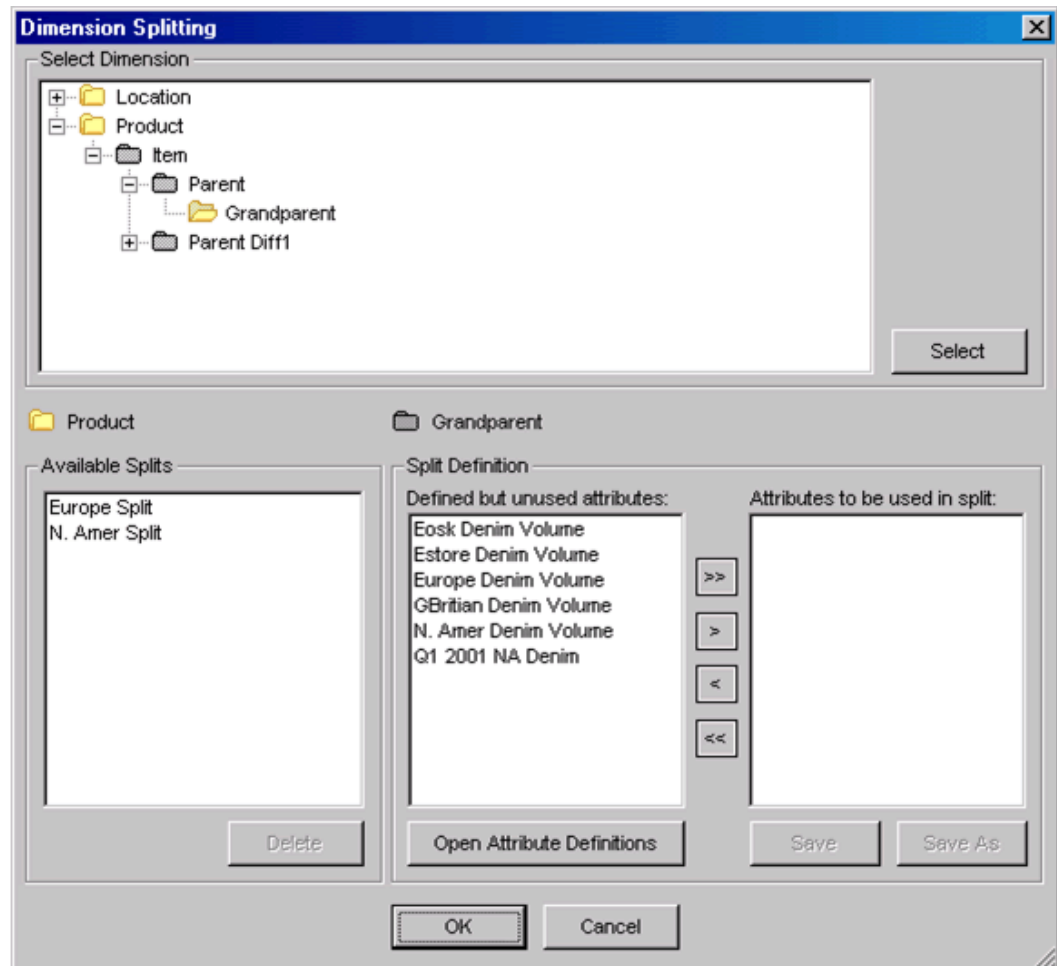 Dimension Splitting
Select Dimension
Location
Product
Item
Parent
Grandparent
Parent Diff1
Select
Product
Grandparent
Available Splits
Europe Split
N. Amer Split
Delete
Split Definition
Defined but unused attributes:
Eosk Denim Volume
Estore Denim Volume
Europe Denim Volume
GBritian Denim Volume
N. Amer Denim Volume
Q1 2001 NA Denim
>>
>
<
<<
Attributes to be used in split:
Open Attribute Definitions
Save
Save As
OK
Cancel